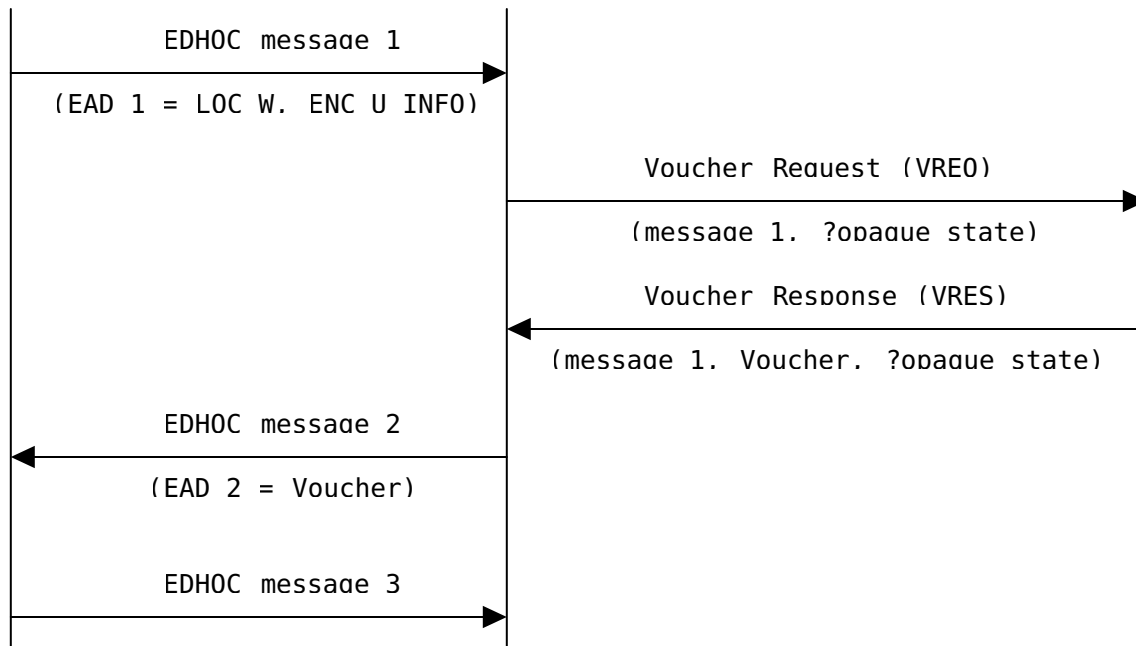 EDHOC message 1
(EAD 1 = LOC W, ENC U INFO)
Voucher Request (VREQ)
(message 1, ?opaque state)
Voucher Response (VRES)
(message 1, Voucher, ?opaque state)
EDHOC message 2
(EAD 2 = Voucher)
EDHOC message 3